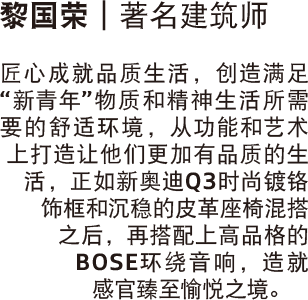 黎国荣｜著名建筑师
匠心成就品质生活，创造满足
“新青年”物质和精神生活所需
要的舒适环境，从功能和艺术
上打造让他们更加有品质的生
活，正如新奥迪Q3时尚镀铬
饰框和沉稳的皮革座椅混搭
之后，再搭配上高品格的
BOSE环绕音响，造就
感官臻至愉悦之境。